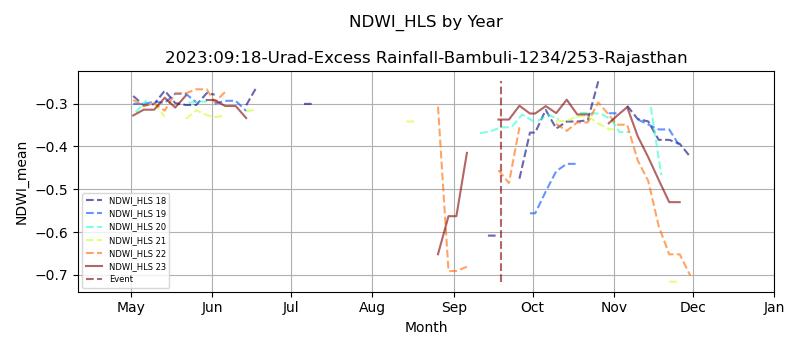 NDWI_HLS by Year
2023:09:18-Urad-Excess Rainfall-Bambuli-1234/253-Rajasthan
NDWI_mean
−0.3
−0.4
−0.5
−0.6
−0.7
NDWI_HLS 18
NDWI_HLS 19
NDWI_HLS 20
NDWI_HLS 21
NDWI_HLS 22
NDWI_HLS 23
Event
May Jun Jul Aug Sep Oct Nov Dec Jan
Month